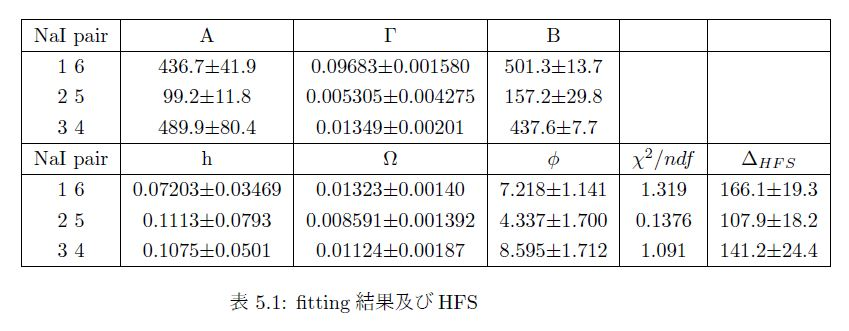 NaI pair A Γ B
1 6 436.7±41.9 0.09683±0.001580 501.3±13.7
2 5 99.2±11.8 0.005305±0.004275 157.2±29.8
3 4 489.9±80.4 0.01349±0.00201 437.6±7.7
NaI pair h Ω ϕ χ²/ndf Δ_HFS
1 6 0.07203±0.03469 0.01323±0.00140 7.218±1.141 1.319 166.1±19.3
2 5 0.1113±0.0793 0.008591±0.001392 4.337±1.700 0.1376 107.9±18.2
3 4 0.1075±0.0501 0.01124±0.00187 8.595±1.712 1.091 141.2±24.4
表 5.1: fitting 結果及び HFS